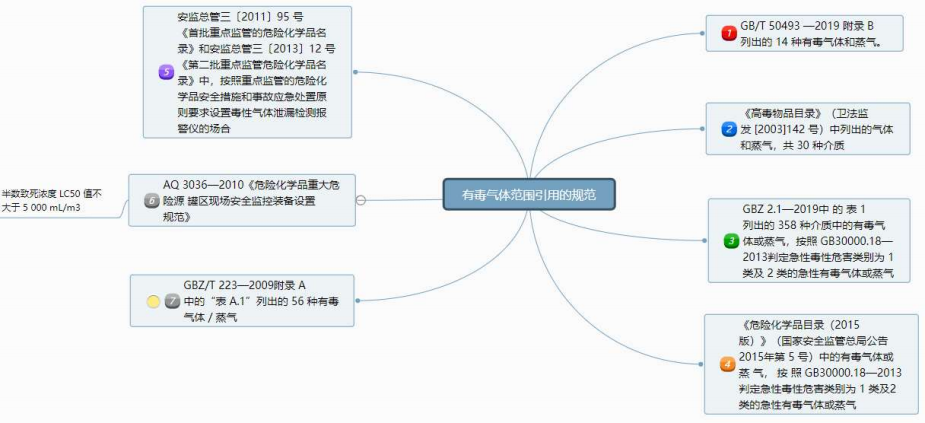 有毒气体范围引用的规范
1
GB/T 50493 —2019 附录 B
列出的 14 种有毒气体和蒸气。
2
《高毒物品目录》（卫法监
发 [2003]142 号）中列出的气体
和蒸气，共 30 种介质
3
GBZ 2.1—2019中 的 表 1
列出的 358 种介质中的有毒气
体或蒸气，按照 GB30000.18—
2013判定急性毒性危害类别为 1
类及 2 类的急性有毒气体或蒸气
4
《危险化学品目录（2015
版）》（国家安全监管总局公告
2015年第 5 号）中的有毒气体或
蒸 气， 按 照 GB30000.18—2013
判定急性毒性危害类别为 1 类及2
类的急性有毒气体或蒸气
5
安监总管三〔2011〕95 号
《首批重点监管的危险化学品名
录》和安监总管三〔2013〕12 号
《第二批重点监管危险化学品名
录》中，按照重点监管的危险化
学品安全措施和事故应急处置原
则要求设置毒性气体泄漏检测报
警仪的场合
6
AQ 3036—2010《危险化学品重大危
险源 罐区现场安全监控装备设置
规范》
半数致死浓度 LC50 值不
大于 5 000 mL/m3
7
GBZ/T 223—2009附录 A
中的“表 A.1”列出的 56 种有毒
气体 / 蒸气